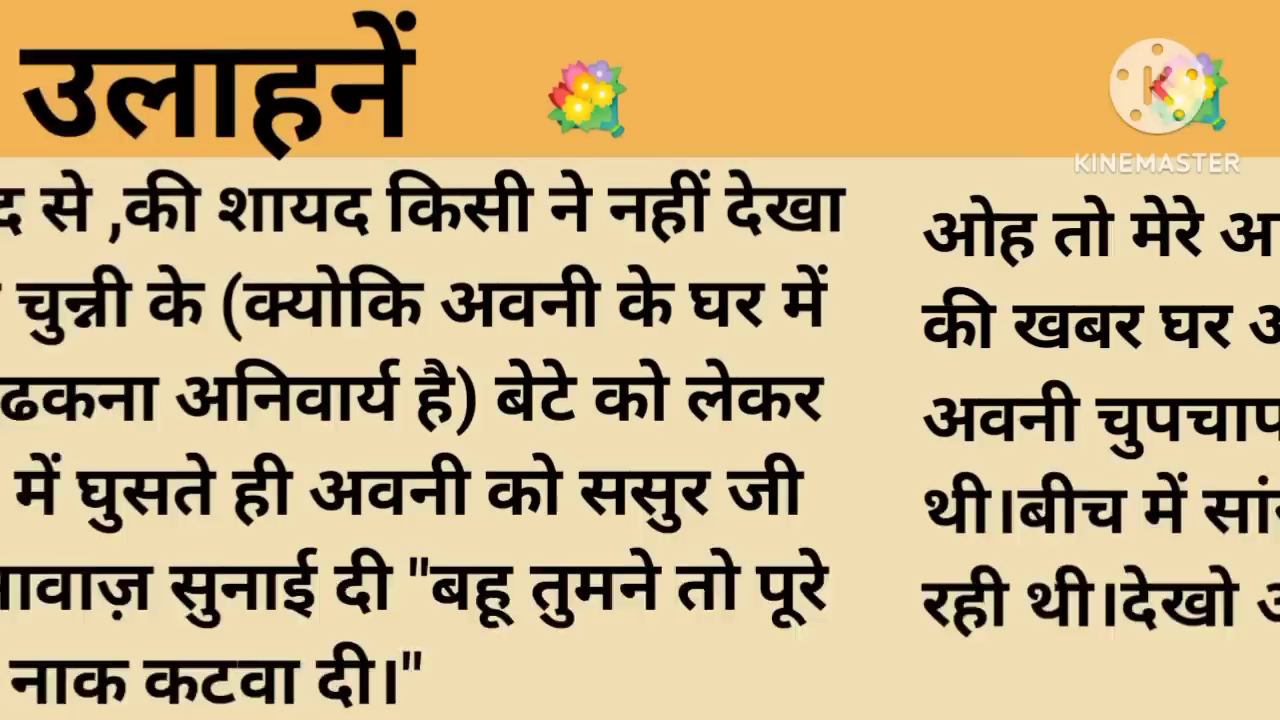 उलाहनें
KINEMASTER
से ,की शायद किसी ने नहीं देखा
चुन्नी के (क्योकि अवनी के घर में
ढकना अनिवार्य है) बेटे को लेकर
में घुसते ही अवनी को ससुर जी
सुनाई दी "बहू तुमने तो पूरे
नाक कटवा दी।"
ओह तो मेरे
की खबर घर
अवनी चुपचाप
थी।बीच में
रही थी।देखो